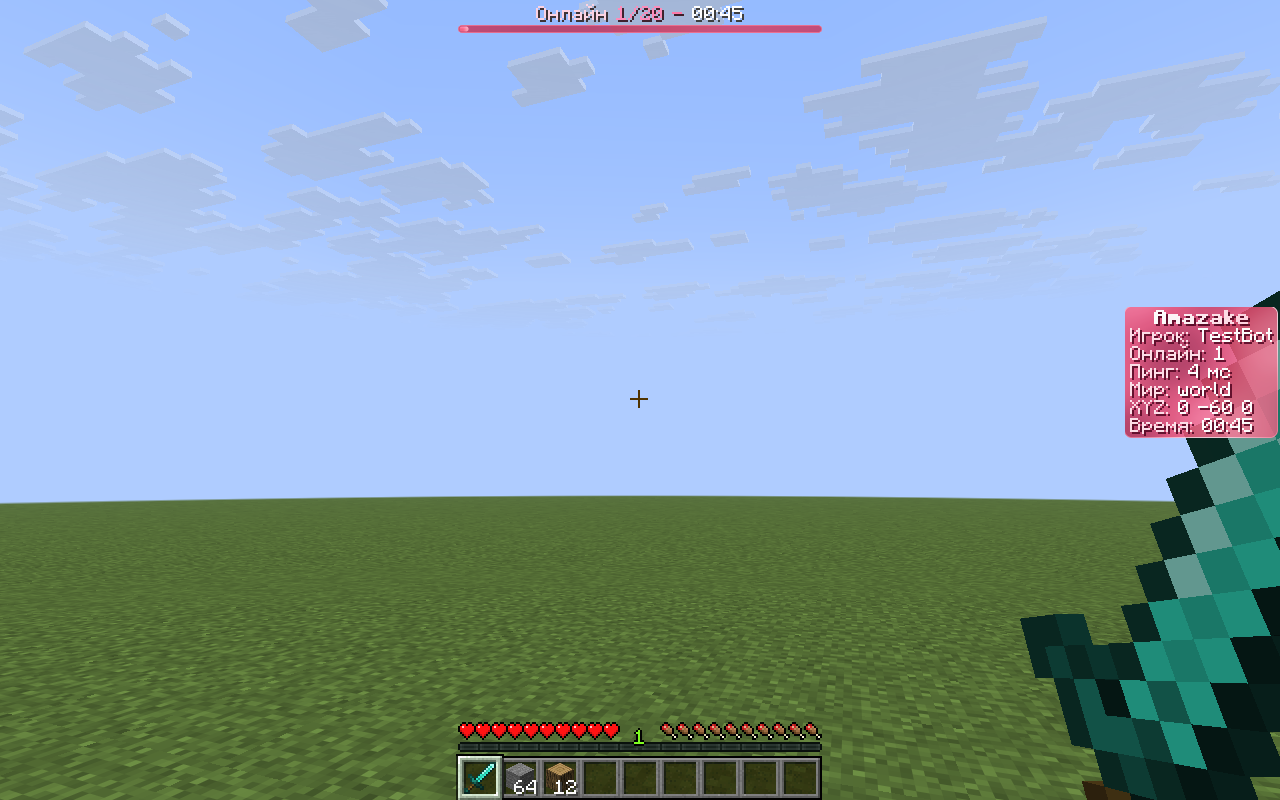 Онлайн 1/20 - 00:45
Amazake
Игрок: TestBot
Онлайн: 1
Пинг: 4 мс
Мир: world
XYZ: 0 -60 0
Время: 00:45
1
64 12